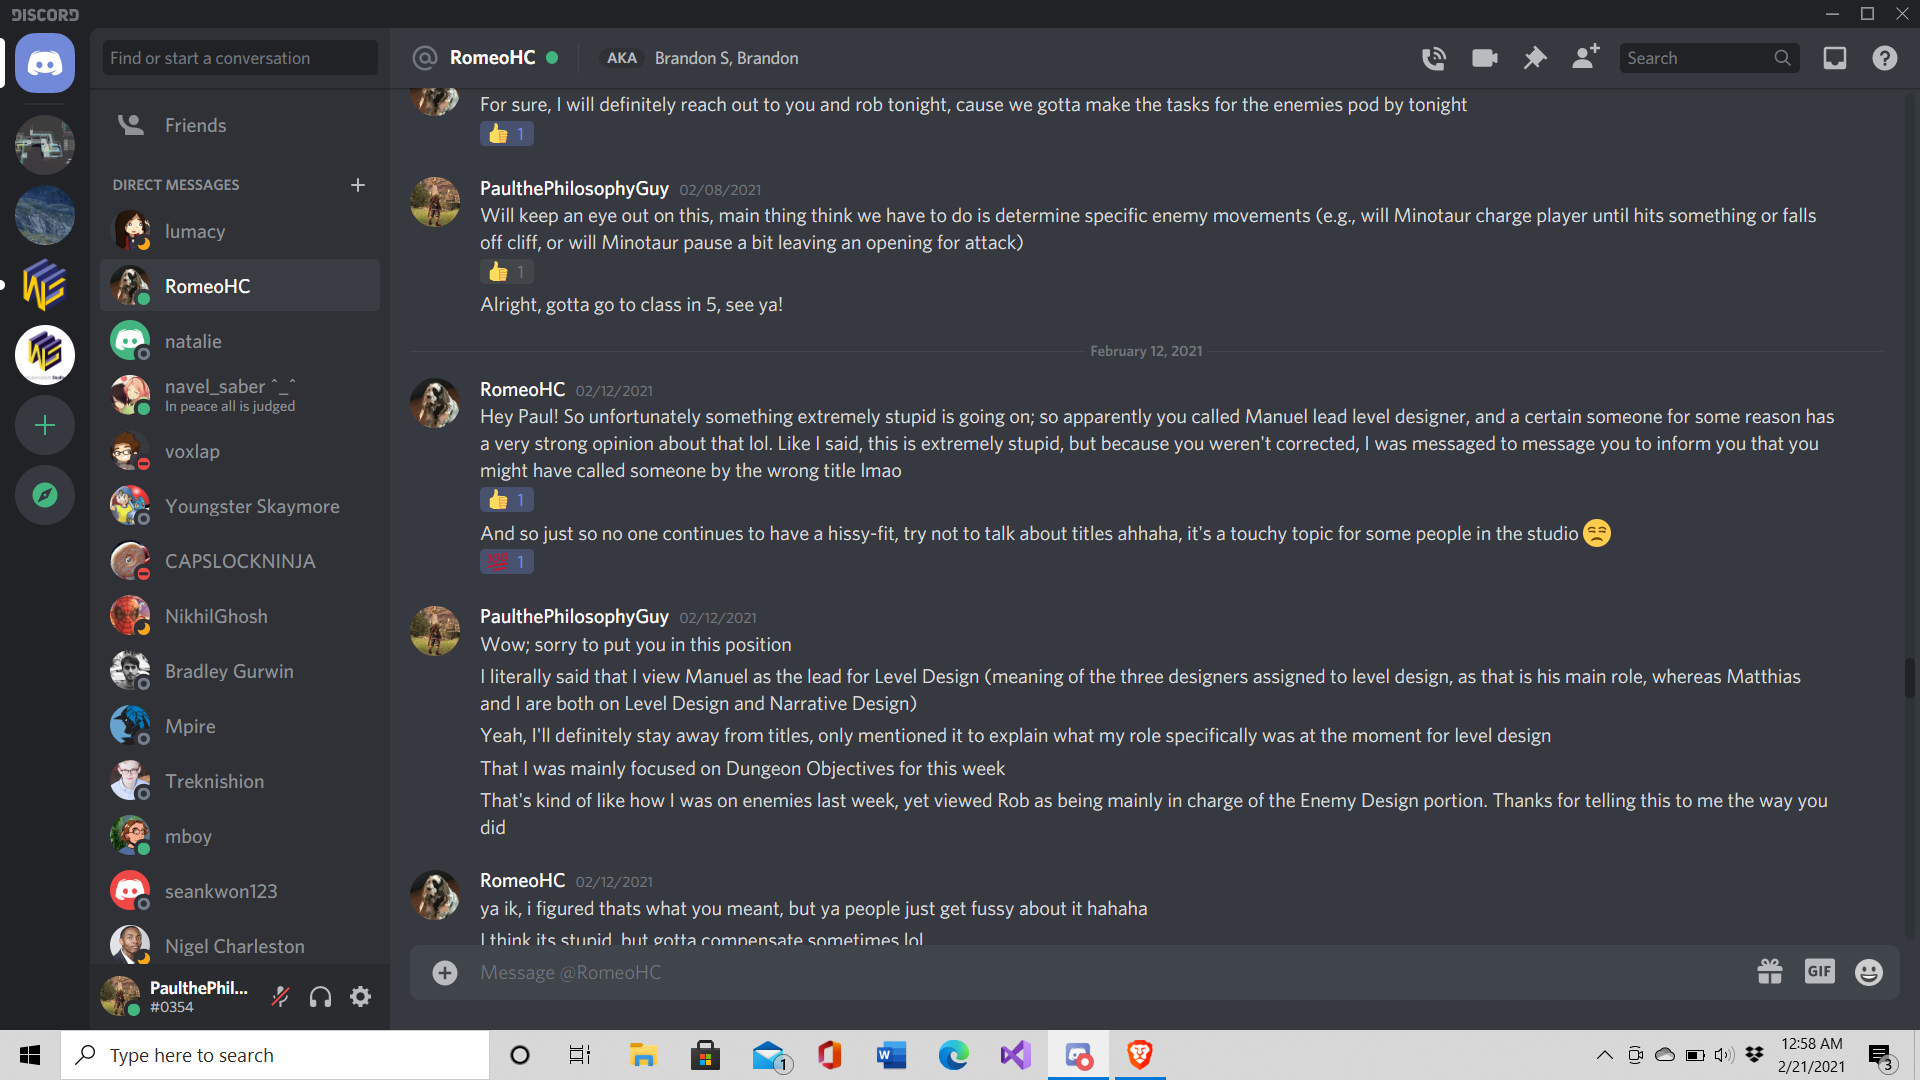 DISCORD
Find or start a conversation
RomeoHC
AKA
Brandon S, Brandon
Search
Friends
DIRECT MESSAGES
lumacy
RomeoHC
natalie
navel_saber ^_^
In peace all is judged
voxlap
Youngster Skaymore
CAPSLOCKNINJA
NikhilGhosh
Bradley Gurwin
Mpire
Treknishion
mboy
seankwon123
Nigel Charleston
PaulthePhil...
#0354
For sure, I will definitely reach out to you and rob tonight, cause we gotta make the tasks for the enemies pod by tonight
👍 1
PaulthePhilosophyGuy 02/08/2021
Will keep an eye out on this, main thing think we have to do is determine specific enemy movements (e.g., will Minotaur charge player until hits something or falls
off cliff, or will Minotaur pause a bit leaving an opening for attack)
👍 1
Alright, gotta go to class in 5, see ya!
February 12, 2021
RomeoHC 02/12/2021
Hey Paul! So unfortunately something extremely stupid is going on; so apparently you called Manuel lead level designer, and a certain someone for some reason has
a very strong opinion about that lol. Like I said, this is extremely stupid, but because you weren't corrected, I was messaged to message you to inform you that you
might have called someone by the wrong title lmao
👍 1
And so just so no one continues to have a hissy-fit, try not to talk about titles ahhaha, it's a touchy topic for some people in the studio 😒
💯 1
PaulthePhilosophyGuy 02/12/2021
Wow; sorry to put you in this position
I literally said that I view Manuel as the lead for Level Design (meaning of the three designers assigned to level design, as that is his main role, whereas Matthias
and I are both on Level Design and Narrative Design)
Yeah, I'll definitely stay away from titles, only mentioned it to explain what my role specifically was at the moment for level design
That I was mainly focused on Dungeon Objectives for this week
That's kind of like how I was on enemies last week, yet viewed Rob as being mainly in charge of the Enemy Design portion. Thanks for telling this to me the way you
did
RomeoHC 02/12/2021
ya ik, i figured thats what you meant, but ya people just get fussy about it hahaha
I think its stupid, but gotta compensate sometimes lol
Message @RomeoHC
GIF
Type here to search
1
12:58 AM
2/21/2021
3